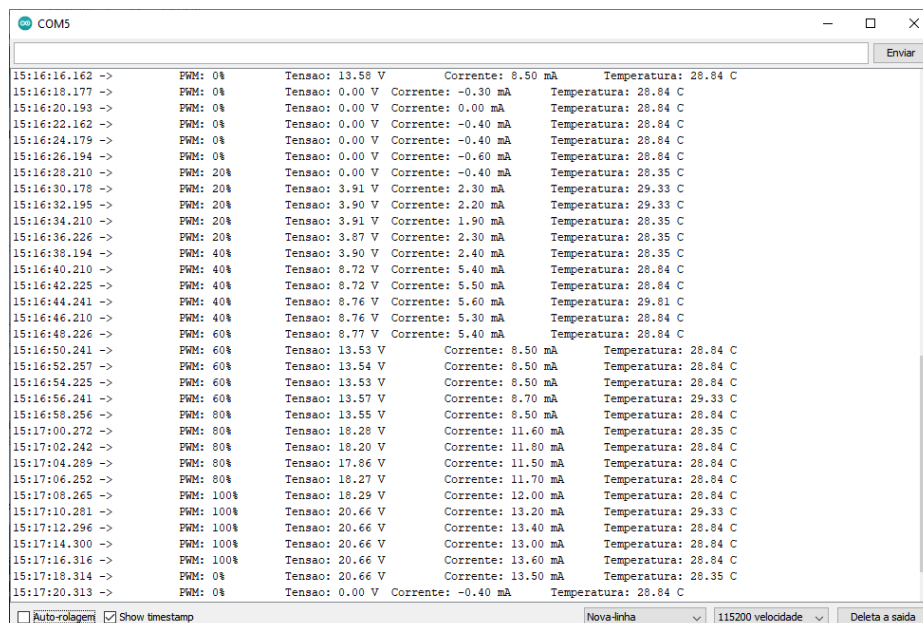 COM5
Enviar
15:16:16.162 -> PWM: 0% Tensao: 13.58 V Corrente: 8.50 mA Temperatura: 28.84 C
15:16:18.177 -> PWM: 0% Tensao: 0.00 V Corrente: -0.30 mA Temperatura: 28.84 C
15:16:20.193 -> PWM: 0% Tensao: 0.00 V Corrente: 0.00 mA Temperatura: 28.84 C
15:16:22.162 -> PWM: 0% Tensao: 0.00 V Corrente: -0.40 mA Temperatura: 28.84 C
15:16:24.179 -> PWM: 0% Tensao: 0.00 V Corrente: -0.40 mA Temperatura: 28.84 C
15:16:26.194 -> PWM: 0% Tensao: 0.00 V Corrente: -0.60 mA Temperatura: 28.84 C
15:16:28.210 -> PWM: 20% Tensao: 0.00 V Corrente: -0.40 mA Temperatura: 28.35 C
15:16:30.178 -> PWM: 20% Tensao: 3.91 V Corrente: 2.30 mA Temperatura: 29.33 C
15:16:32.195 -> PWM: 20% Tensao: 3.90 V Corrente: 2.20 mA Temperatura: 29.33 C
15:16:34.210 -> PWM: 20% Tensao: 3.91 V Corrente: 1.90 mA Temperatura: 28.35 C
15:16:36.226 -> PWM: 20% Tensao: 3.87 V Corrente: 2.30 mA Temperatura: 28.35 C
15:16:38.194 -> PWM: 40% Tensao: 3.90 V Corrente: 2.40 mA Temperatura: 28.35 C
15:16:40.210 -> PWM: 40% Tensao: 8.72 V Corrente: 5.40 mA Temperatura: 28.84 C
15:16:42.225 -> PWM: 40% Tensao: 8.72 V Corrente: 5.50 mA Temperatura: 28.84 C
15:16:44.241 -> PWM: 40% Tensao: 8.76 V Corrente: 5.60 mA Temperatura: 29.81 C
15:16:46.210 -> PWM: 40% Tensao: 8.76 V Corrente: 5.30 mA Temperatura: 28.84 C
15:16:48.226 -> PWM: 60% Tensao: 8.77 V Corrente: 5.40 mA Temperatura: 28.84 C
15:16:50.241 -> PWM: 60% Tensao: 13.53 V Corrente: 8.50 mA Temperatura: 28.84 C
15:16:52.257 -> PWM: 60% Tensao: 13.54 V Corrente: 8.50 mA Temperatura: 28.84 C
15:16:54.225 -> PWM: 60% Tensao: 13.53 V Corrente: 8.50 mA Temperatura: 28.84 C
15:16:56.241 -> PWM: 60% Tensao: 13.57 V Corrente: 8.70 mA Temperatura: 29.33 C
15:16:58.256 -> PWM: 80% Tensao: 13.55 V Corrente: 8.50 mA Temperatura: 28.84 C
15:17:00.272 -> PWM: 80% Tensao: 18.28 V Corrente: 11.60 mA Temperatura: 28.35 C
15:17:02.242 -> PWM: 80% Tensao: 18.20 V Corrente: 11.80 mA Temperatura: 28.84 C
15:17:04.289 -> PWM: 80% Tensao: 17.86 V Corrente: 11.50 mA Temperatura: 28.84 C
15:17:06.252 -> PWM: 80% Tensao: 18.27 V Corrente: 11.70 mA Temperatura: 28.84 C
15:17:08.265 -> PWM: 100% Tensao: 18.29 V Corrente: 12.00 mA Temperatura: 28.84 C
15:17:10.281 -> PWM: 100% Tensao: 20.66 V Corrente: 13.20 mA Temperatura: 29.33 C
15:17:12.296 -> PWM: 100% Tensao: 20.66 V Corrente: 13.40 mA Temperatura: 28.84 C
15:17:14.300 -> PWM: 100% Tensao: 20.66 V Corrente: 13.00 mA Temperatura: 28.84 C
15:17:16.316 -> PWM: 100% Tensao: 20.66 V Corrente: 13.60 mA Temperatura: 28.84 C
15:17:18.314 -> PWM: 0% Tensao: 20.66 V Corrente: 13.50 mA Temperatura: 28.35 C
15:17:20.313 -> PWM: 0% Tensao: 0.00 V Corrente: -0.40 mA Temperatura: 28.84 C
Auto-rolagem Show timestamp Nova-linha 115200 velocidade Deleta a saida